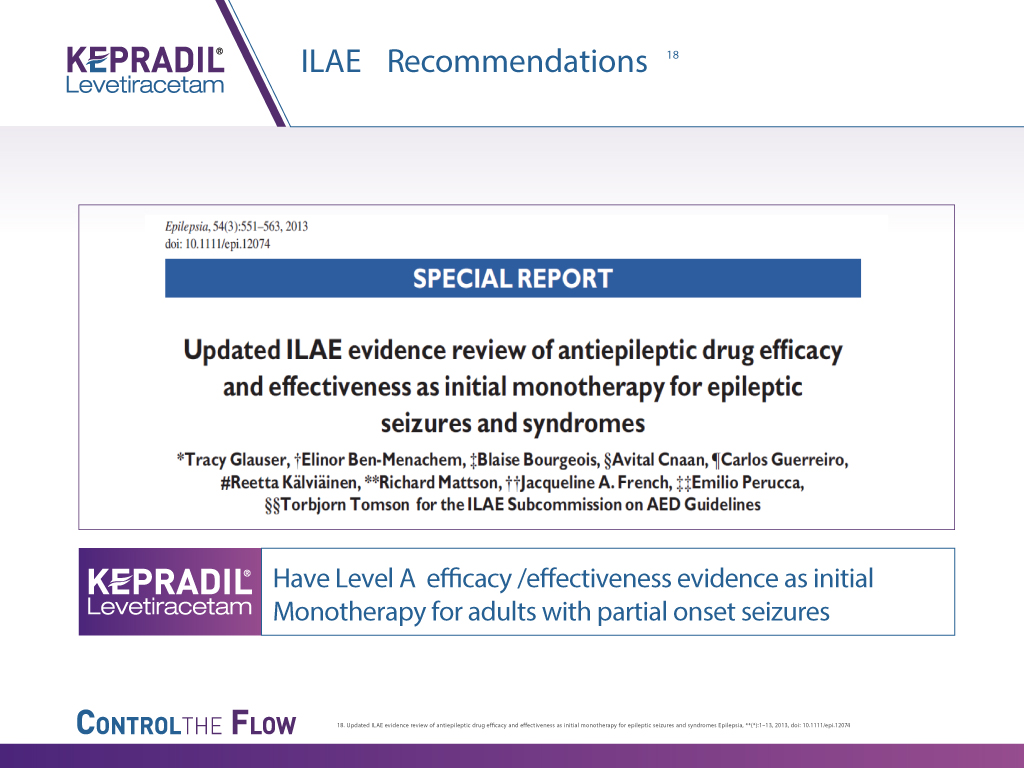 KEPRADIL®
Levetiracetam
ILAE Recommendations 18
Epilepsia, 54(3):551–563, 2013
doi: 10.1111/epi.12074
SPECIAL REPORT
Updated ILAE evidence review of antiepileptic drug efficacy
and effectiveness as initial monotherapy for epileptic
seizures and syndromes
*Tracy Glauser, †Elinor Ben-Menachem, ‡Blaise Bourgeois, §Avital Cnaan, ¶Carlos Guerreiro,
#Reetta Kälviäinen, **Richard Mattson, ††Jacqueline A. French, ‡‡Emilio Perucca,
§§Torbjorn Tomson for the ILAE Subcommission on AED Guidelines
KEPRADIL®
Levetiracetam
Have Level A efficacy /effectiveness evidence as initial
Monotherapy for adults with partial onset seizures
CONTROL THE FLOW
18. Updated ILAE evidence review of antiepileptic drug efficacy and effectiveness as initial monotherapy for epileptic seizures and syndromes Epilepsia, **(*):1–13, 2013, doi: 10.1111/epi.12074